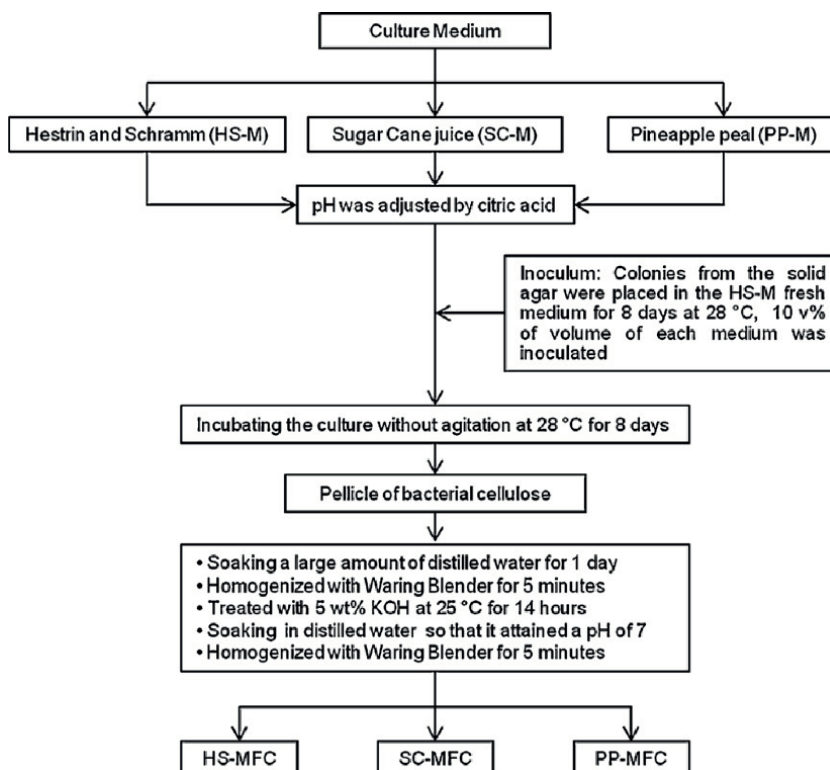 Culture Medium
Hestrin and Schramm (HS-M)
Sugar Cane juice (SC-M)
Pineapple peal (PP-M)
pH was adjusted by citric acid
Inoculum: Colonies from the solid
agar were placed in the HS-M fresh
medium for 8 days at 28 °C, 10 v%
of volume of each medium was
inoculated
Incubating the culture without agitation at 28 °C for 8 days
Pellicle of bacterial cellulose
• Soaking a large amount of distilled water for 1 day
• Homogenized with Waring Blender for 5 minutes
• Treated with 5 wt% KOH at 25 °C for 14 hours
• Soaking in distilled water so that it attained a pH of 7
• Homogenized with Waring Blender for 5 minutes
HS-MFC
SC-MFC
PP-MFC